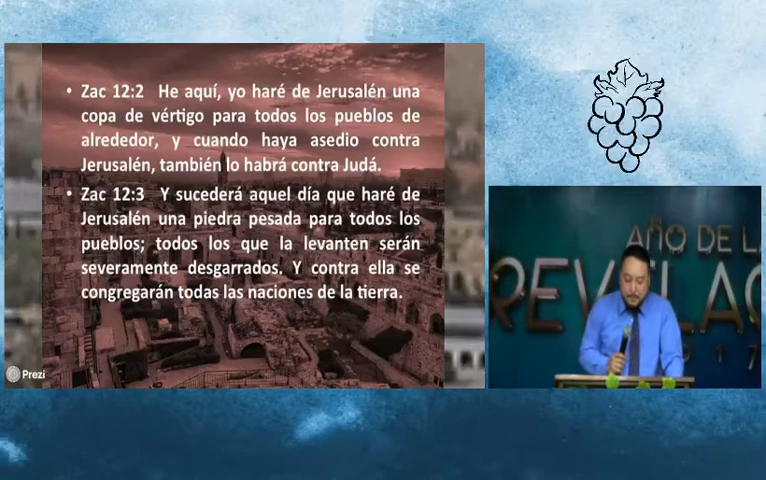 • Zac 12:2 He aquí, yo haré de Jerusalén una
copa de vértigo para todos los pueblos de
alrededor, y cuando haya asedio contra
Jerusalén, también lo habrá contra Judá.
• Zac 12:3 Y sucederá aquel día que haré de
Jerusalén una piedra pesada para todos los
pueblos; todos los que la levanten serán
severamente desgarrados. Y contra ella se
congregarán todas las naciones de la tierra.
Prezi
AÑO DE L
REVELAC